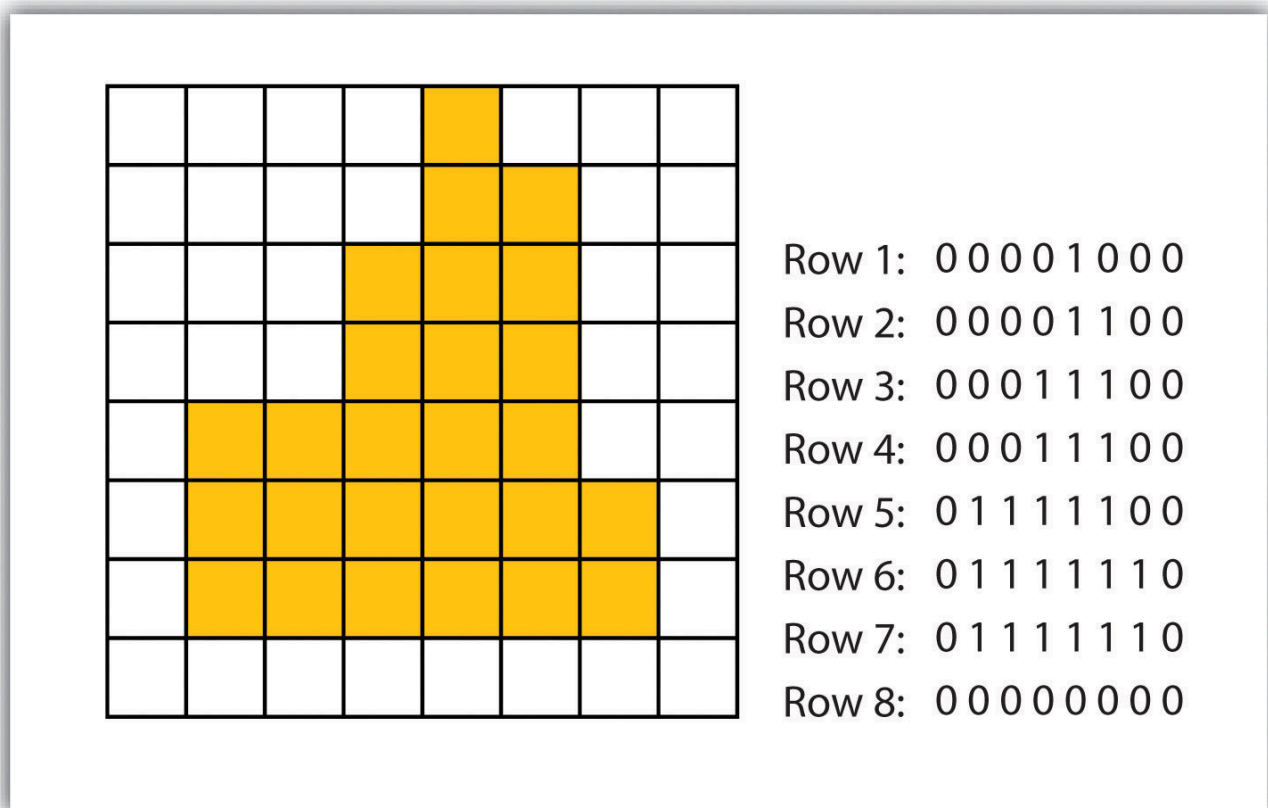 Row 1: 0 0 0 0 1 0 0 0
Row 2: 0 0 0 0 1 1 0 0
Row 3: 0 0 0 1 1 1 0 0
Row 4: 0 0 0 1 1 1 0 0
Row 5: 0 1 1 1 1 1 0 0
Row 6: 0 1 1 1 1 1 1 0
Row 7: 0 1 1 1 1 1 1 0
Row 8: 0 0 0 0 0 0 0 0